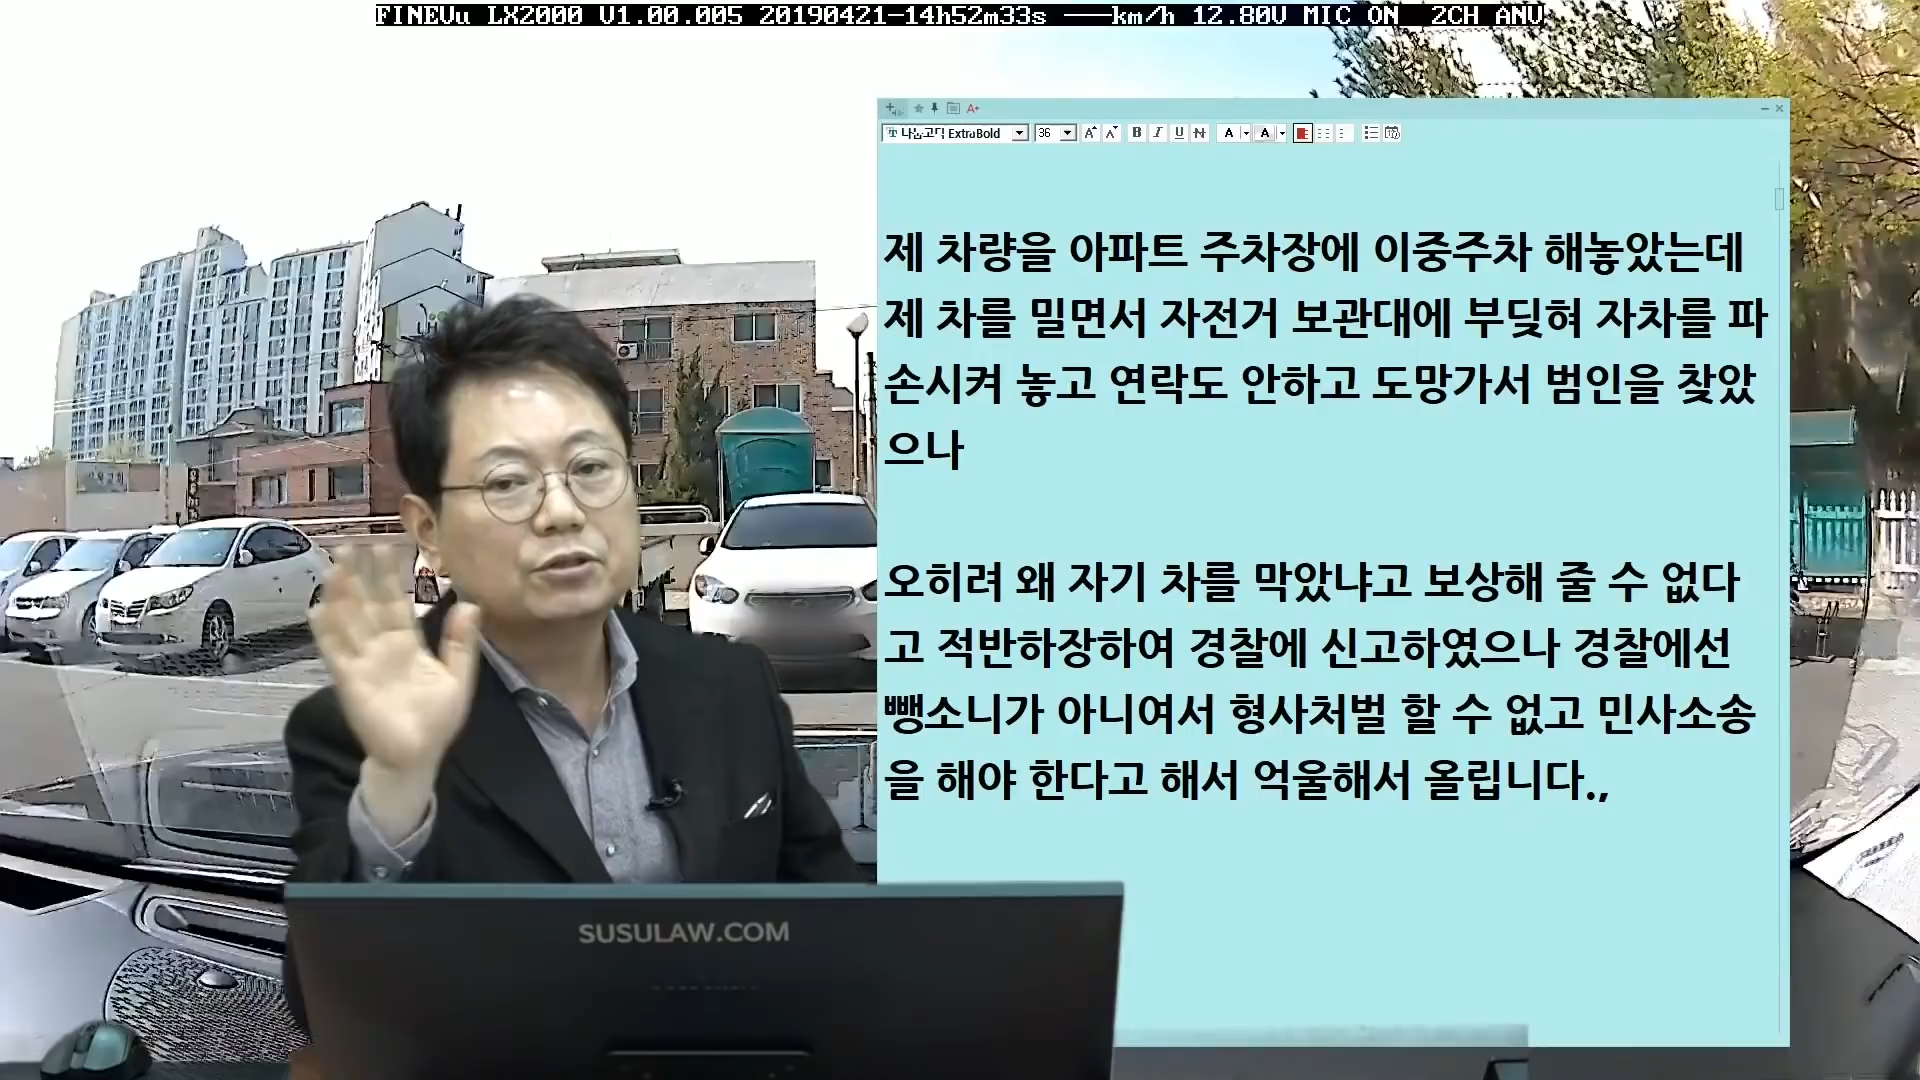 FINEVu LX2000 V1.00.005 20190421-14h52m33s ---km/h 12.80V MIC ON 2CH ANV
나눔고딕 ExtraBold 36
제 차량을 아파트 주차장에 이중주차 해놓았는데
제 차를 밀면서 자전거 보관대에 부딪혀 자차를 파
손시켜 놓고 연락도 안하고 도망가서 범인을 찾았
으나
오히려 왜 자기 차를 막았냐고 보상해 줄 수 없다
고 적반하장하여 경찰에 신고하였으나 경찰에선
뺑소니가 아니여서 형사처벌 할 수 없고 민사소송
을 해야 한다고 해서 억울해서 올립니다.,
SUSULAW.COM